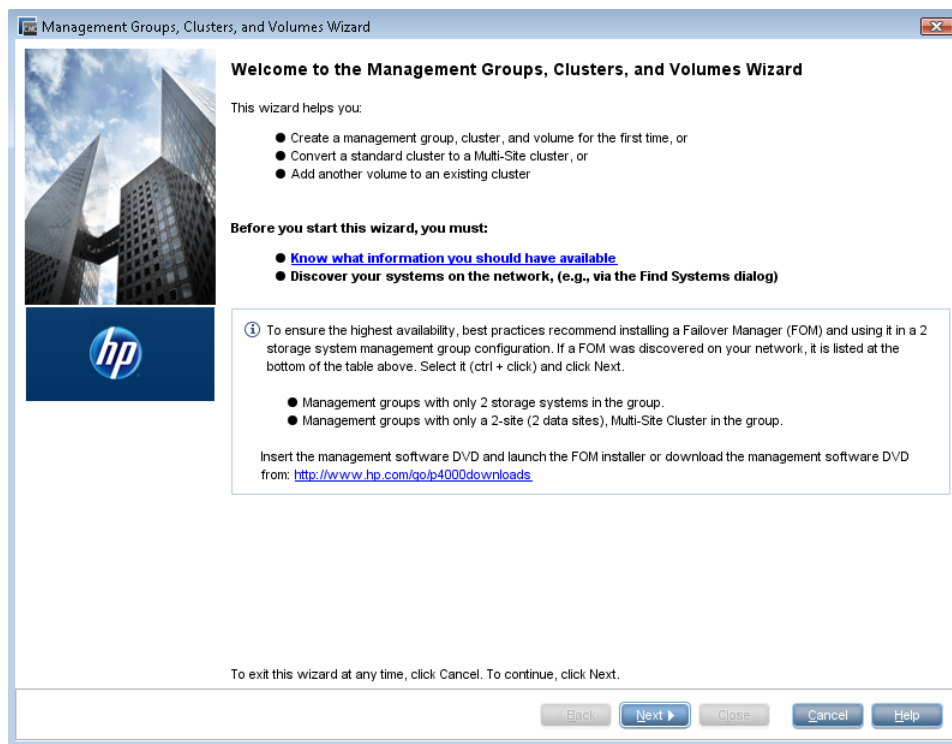 CMC Management Groups, Clusters, and Volumes Wizard
Welcome to the Management Groups, Clusters, and Volumes Wizard
This wizard helps you:
● Create a management group, cluster, and volume for the first time, or
● Convert a standard cluster to a Multi-Site cluster, or
● Add another volume to an existing cluster
Before you start this wizard, you must:
● Know what information you should have available
● Discover your systems on the network, (e.g., via the Find Systems dialog)
hp
To ensure the highest availability, best practices recommend installing a Failover Manager (FOM) and using it in a 2
storage system management group configuration. If a FOM was discovered on your network, it is listed at the
bottom of the table above. Select it (ctrl + click) and click Next.
● Management groups with only 2 storage systems in the group.
● Management groups with only a 2-site (2 data sites), Multi-Site Cluster in the group.
Insert the management software DVD and launch the FOM installer or download the management software DVD
from: http://www.hp.com/go/p4000downloads
To exit this wizard at any time, click Cancel. To continue, click Next.
Back Next Close Cancel Help